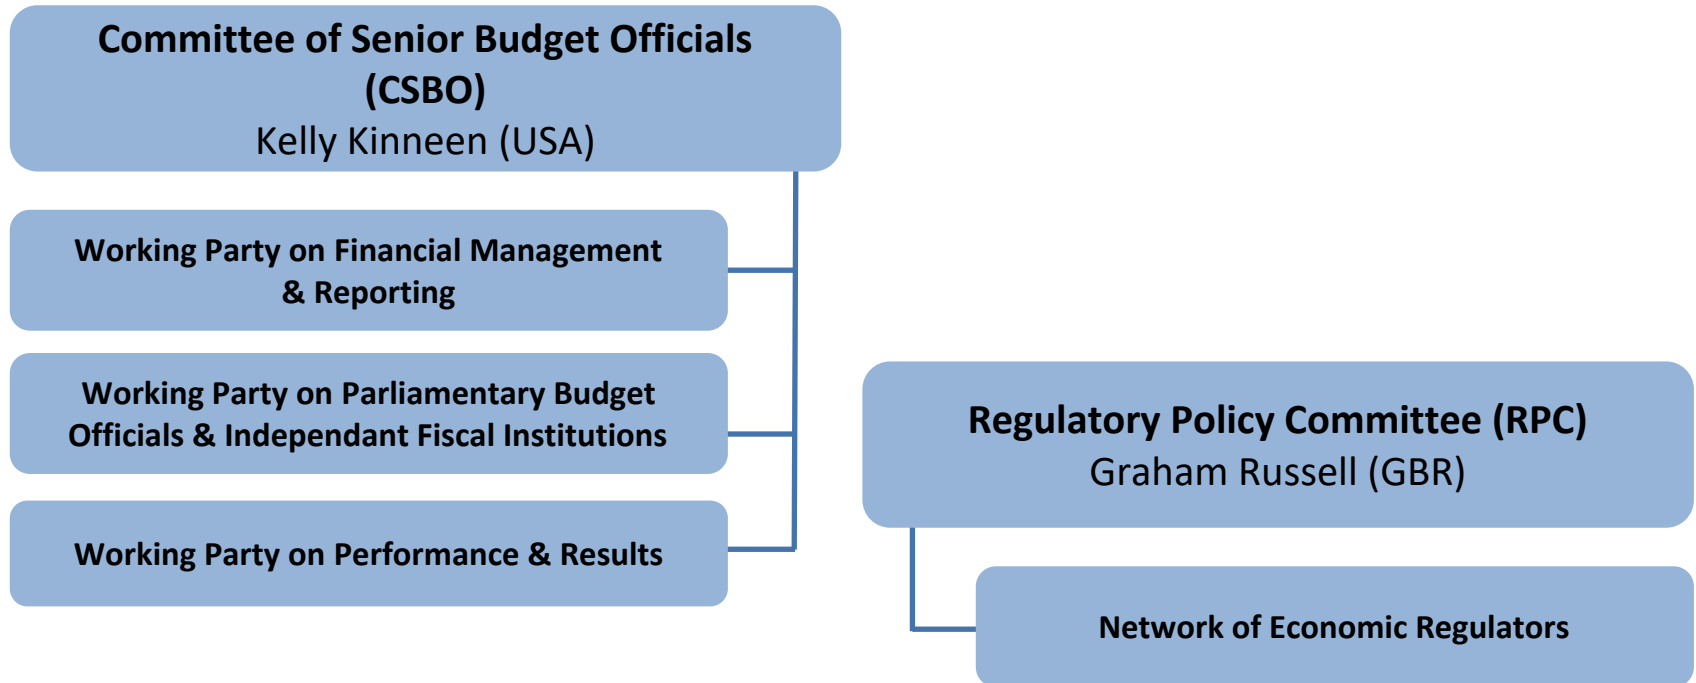 Committee of Senior Budget Officials
(CSBO)
Kelly Kinneen (USA)
Working Party on Financial Management
& Reporting
Working Party on Parliamentary Budget
Officials & Independant Fiscal Institutions
Working Party on Performance & Results
Regulatory Policy Committee (RPC)
Graham Russell (GBR)
Network of Economic Regulators